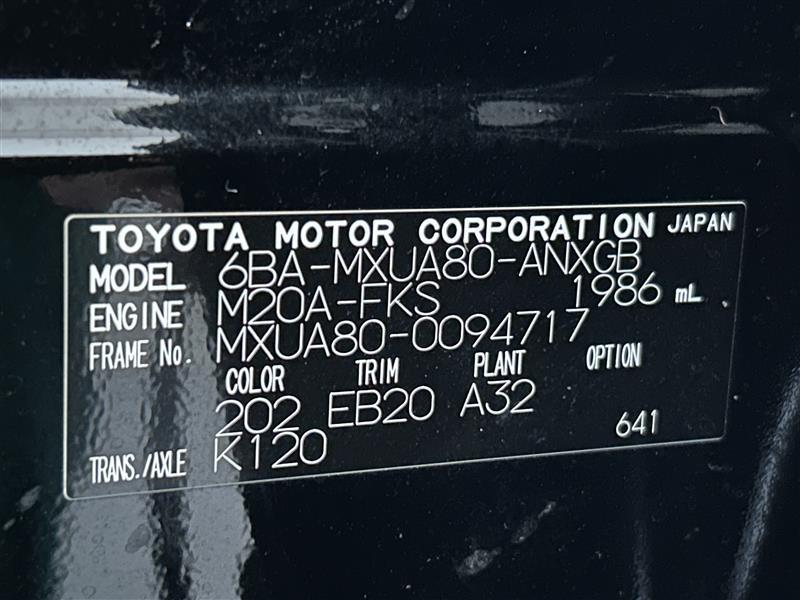 TOYOTA MOTOR CORPORATION JAPAN
MODEL 6BA-MXUA80-ANXGB
ENGINE M20A-FKS 1986 mL
FRAME No. MXUA80-0094717
COLOR TRIM PLANT OPTION
202 EB20 A32
TRANS./AXLE K120 641